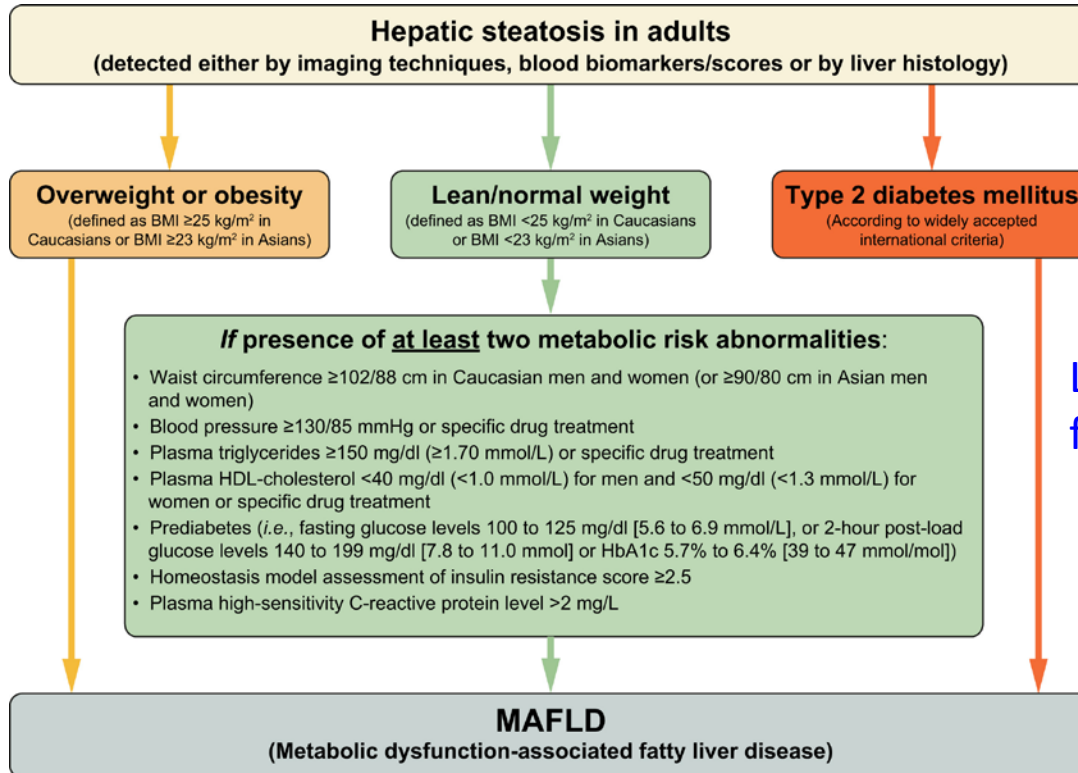 Hepatic steatosis in adults
(detected either by imaging techniques, blood biomarkers/scores or by liver histology)
Overweight or obesity
(defined as BMI ≥25 kg/m² in
Caucasians or BMI ≥23 kg/m² in Asians)
Lean/normal weight
(defined as BMI <25 kg/m² in Caucasians
or BMI <23 kg/m² in Asians)
Type 2 diabetes mellitus
(According to widely accepted
international criteria)
If presence of at least two metabolic risk abnormalities:
• Waist circumference ≥102/88 cm in Caucasian men and women (or ≥90/80 cm in Asian men
and women)
• Blood pressure ≥130/85 mmHg or specific drug treatment
• Plasma triglycerides ≥150 mg/dl (≥1.70 mmol/L) or specific drug treatment
• Plasma HDL-cholesterol <40 mg/dl (<1.0 mmol/L) for men and <50 mg/dl (<1.3 mmol/L) for
women or specific drug treatment
• Prediabetes (i.e., fasting glucose levels 100 to 125 mg/dl [5.6 to 6.9 mmol/L], or 2-hour post-load
glucose levels 140 to 199 mg/dl [7.8 to 11.0 mmol] or HbA1c 5.7% to 6.4% [39 to 47 mmol/mol])
• Homeostasis model assessment of insulin resistance score ≥2.5
• Plasma high-sensitivity C-reactive protein level >2 mg/L
MAFLD
(Metabolic dysfunction-associated fatty liver disease)